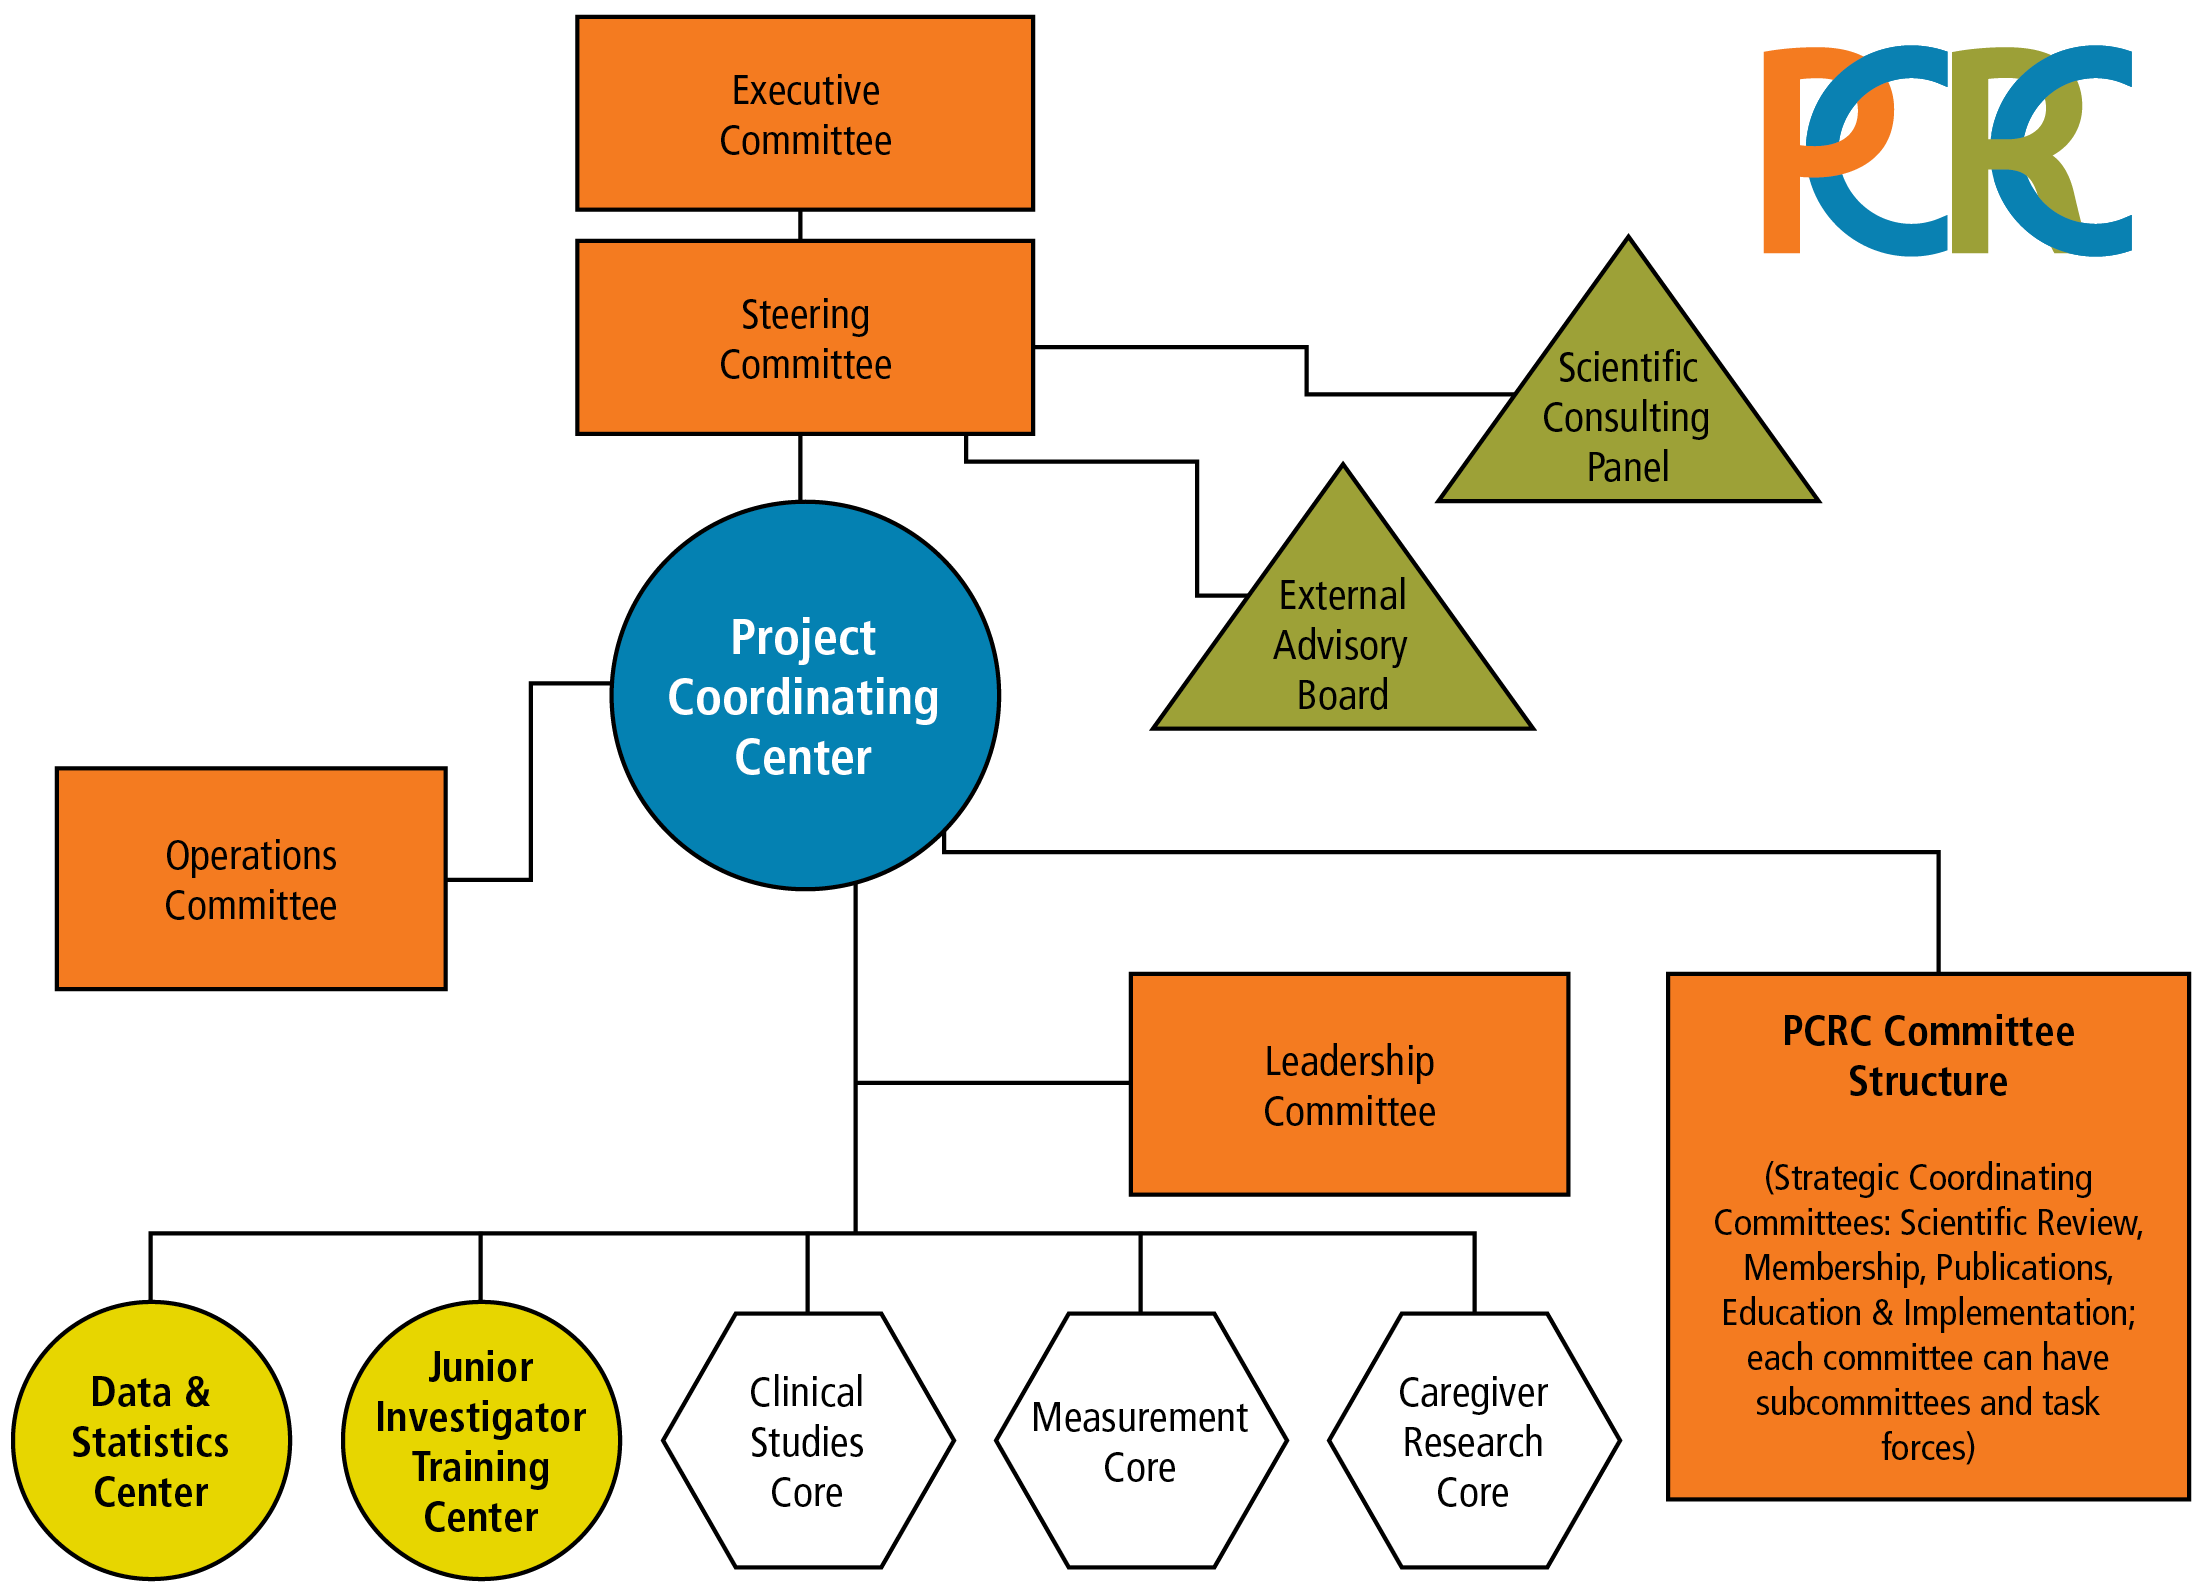 Executive
Committee
PCRC
Steering
Committee
Scientific
Consulting
Panel
External
Advisory
Board
Project
Coordinating
Center
Operations
Committee
Leadership
Committee
PCRC Committee
Structure
(Strategic Coordinating
Committees: Scientific Review,
Membership, Publications,
Education & Implementation;
each committee can have
subcommittees and task
forces)
Data &
Statistics
Center
Junior
Investigator
Training
Center
Clinical
Studies
Core
Measurement
Core
Caregiver
Research
Core